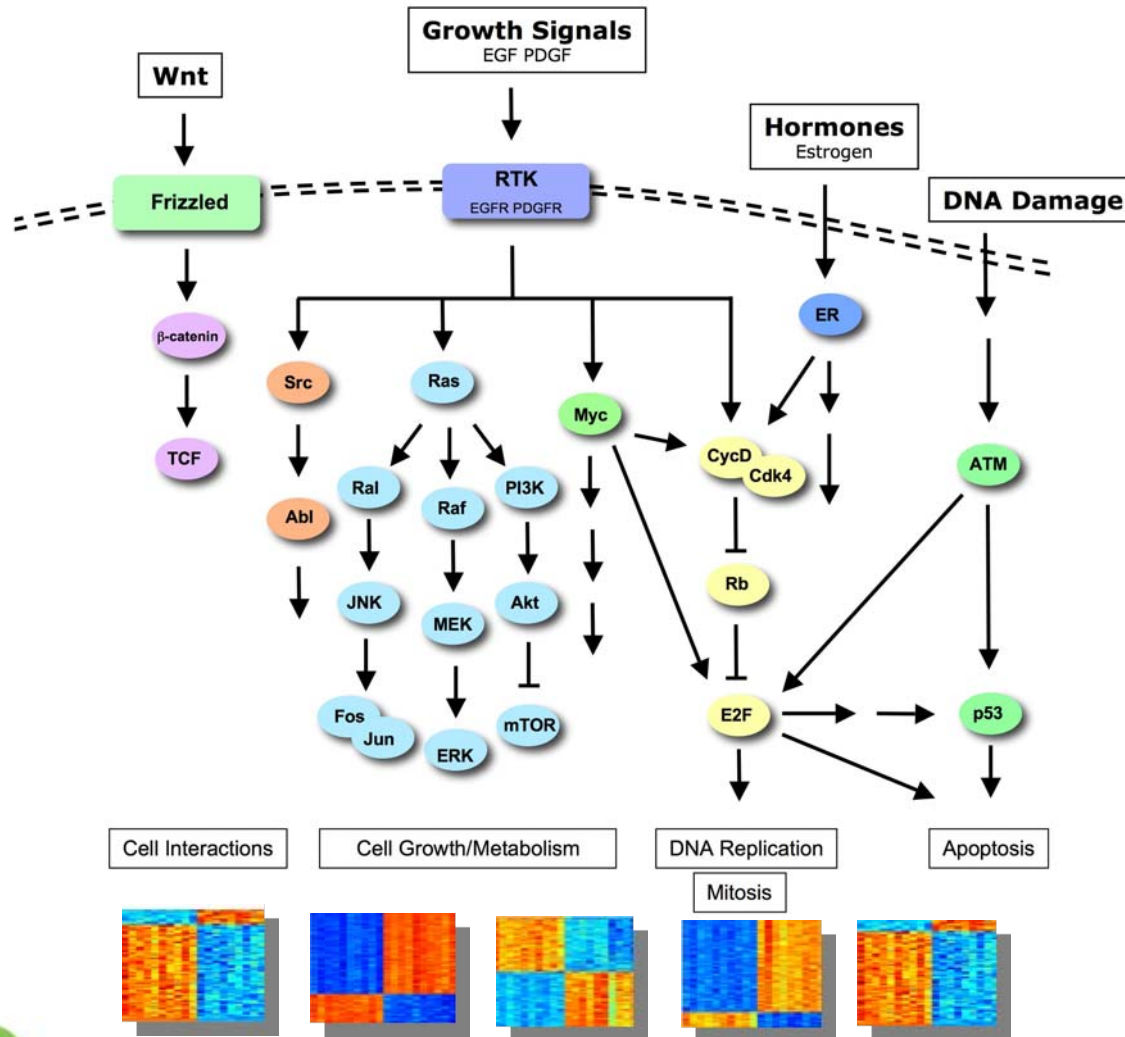 Growth Signals
EGF PDGF
Wnt
Hormones
Estrogen
RTK
EGFR PDGFR
Frizzled
DNA Damage
ER
β-catenin
Src
Ras
Myc
TCF
CycD
Cdk4
ATM
Ral
Raf
PI3K
Abl
Rb
JNK
MEK
Akt
Fos
Jun
ERK
mTOR
E2F
p53
Cell Interactions
Cell Growth/Metabolism
DNA Replication
Apoptosis
Mitosis